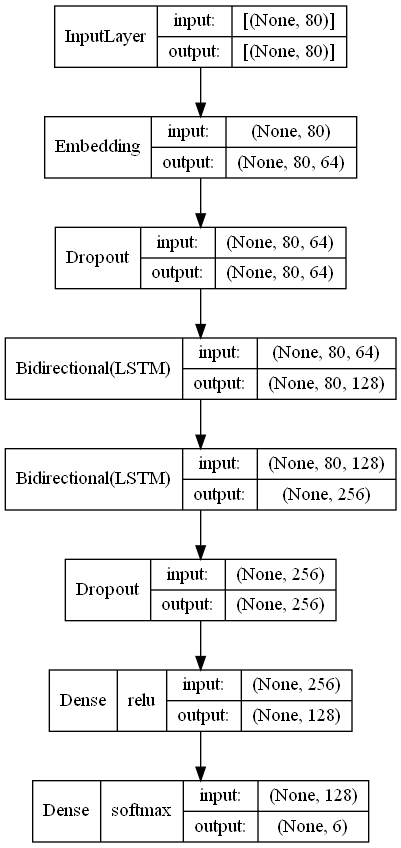 InputLayer
input: [(None, 80)]
output: [(None, 80)]
Embedding
input: (None, 80)
output: (None, 80, 64)
Dropout
input: (None, 80, 64)
output: (None, 80, 64)
Bidirectional(LSTM)
input: (None, 80, 64)
output: (None, 80, 128)
Bidirectional(LSTM)
input: (None, 80, 128)
output: (None, 256)
Dropout
input: (None, 256)
output: (None, 256)
Dense relu
input: (None, 256)
output: (None, 128)
Dense softmax
input: (None, 128)
output: (None, 6)